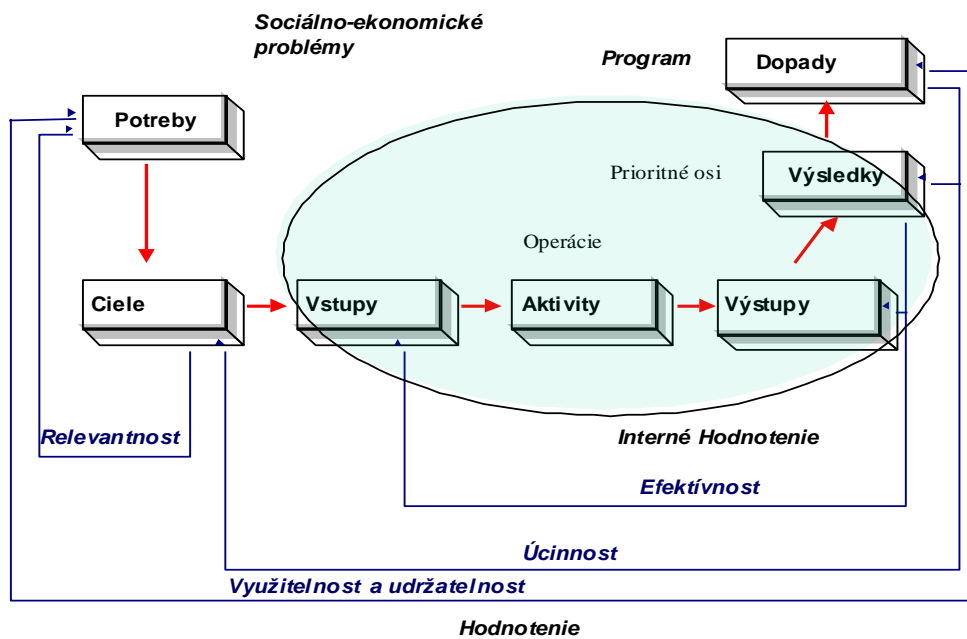 Sociálno-ekonomické
problémy
Program
Dopady
Potreby
Prioritné osi
Výsledky
Operácie
Ciele
Vstupy
Aktivity
Výstupy
Relevantnost
Interné Hodnotenie
Efektívnost
Úcinnost
Využitelnost a udržatelnost
Hodnotenie